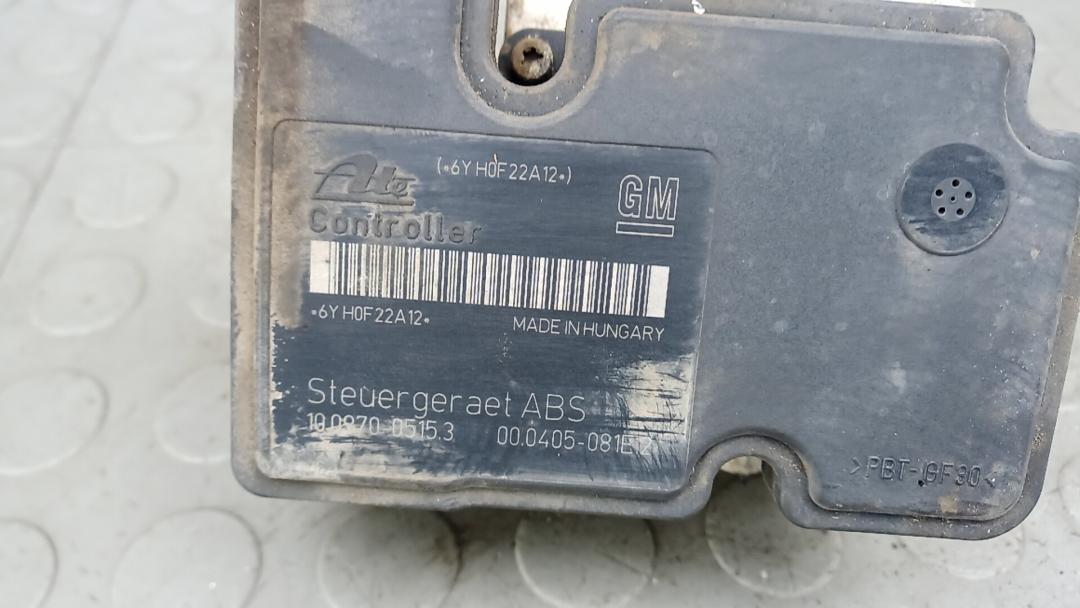 (*6Y H0F22A12*)
Ate
GM
Controller
*6Y H0F22A12*
MADE IN HUNGARY
Steuergeraet ABS
10.0970-0515.3 00.0405-081E.2
>PBT-GF30<